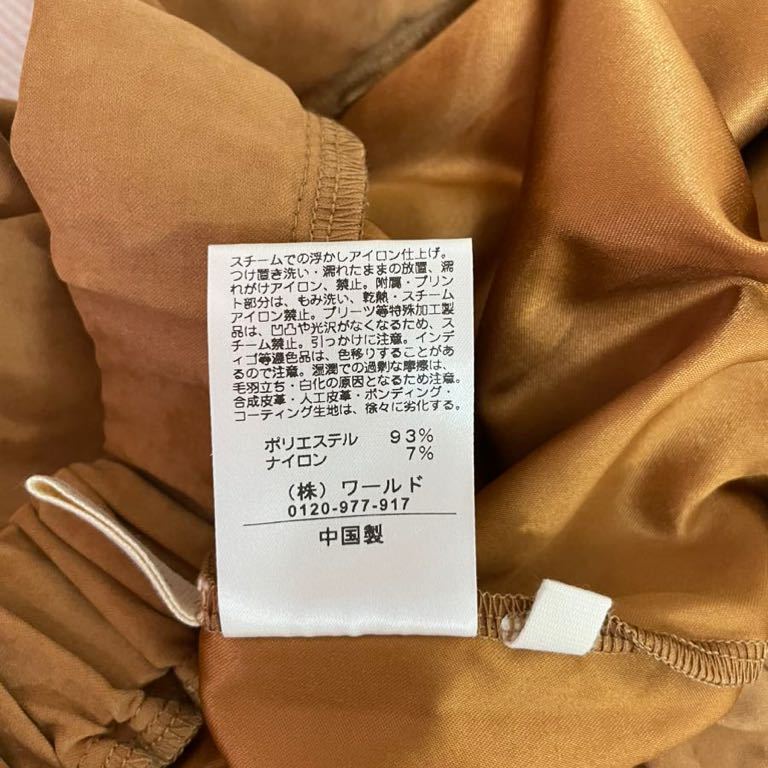 スチームでの浮かしアイロン仕上げ。
つけ置き洗い・濡れたままの放置、濡
れがけアイロン、禁止。附属・プリン
ト部分は、もみ洗い、乾熱・スチーム
アイロン禁止。プリーツ等特殊加工製
品は、凹凸や光沢がなくなるため、ス
チーム禁止。引っかけに注意。インデ
ィゴ等濃色品は、色移りすることがあ
るので注意。湿潤での過剰な摩擦は、
毛羽立ち・白化の原因となるため注意。
合成皮革・人工皮革・ボンディング・
コーティング生地は、徐々に劣化する。
ポリエステル 93%
ナイロン 7%
（株）ワールド
0120-977-917
中国製